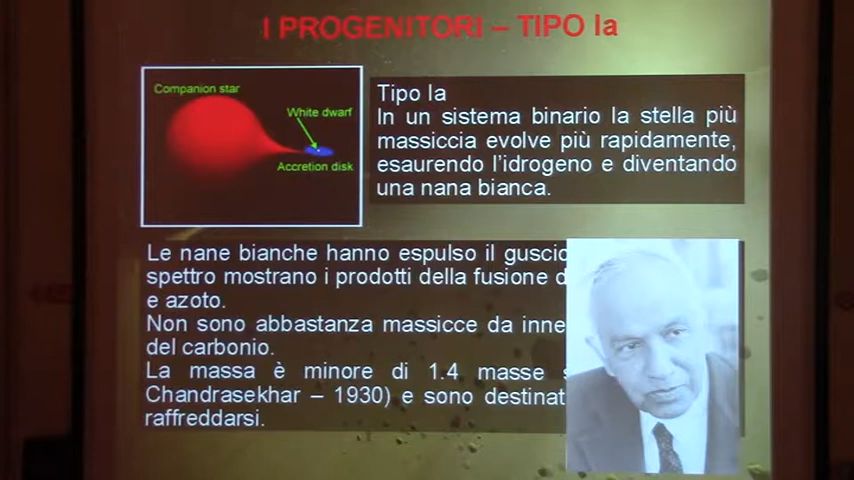 I PROGENITORI – TIPO Ia
Companion star
White dwarf
Accretion disk
Tipo Ia
In un sistema binario la stella più
massiccia evolve più rapidamente,
esaurendo l'idrogeno e diventando
una nana bianca.
Le nane bianche hanno espulso il guscio
spettro mostrano i prodotti della fusione d
e azoto.
Non sono abbastanza massicce da inne
del carbonio.
La massa è minore di 1.4 masse s
Chandrasekhar – 1930) e sono destinat
raffreddarsi.